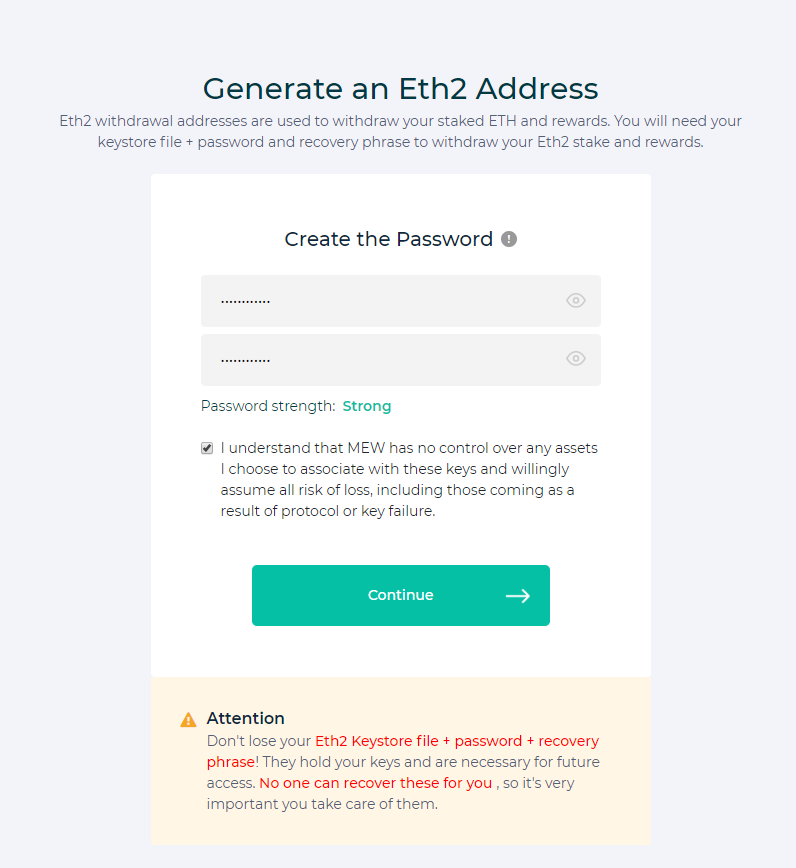 Generate an Eth2 Address
Eth2 withdrawal addresses are used to withdraw your staked ETH and rewards. You will need your
keystore file + password and recovery phrase to withdraw your Eth2 stake and rewards.
Create the Password
............
............
Password strength: Strong
I understand that MEW has no control over any assets
I choose to associate with these keys and willingly
assume all risk of loss, including those coming as a
result of protocol or key failure.
Continue
Attention
Don't lose your Eth2 Keystore file + password + recovery
phrase! They hold your keys and are necessary for future
access. No one can recover these for you , so it's very
important you take care of them.